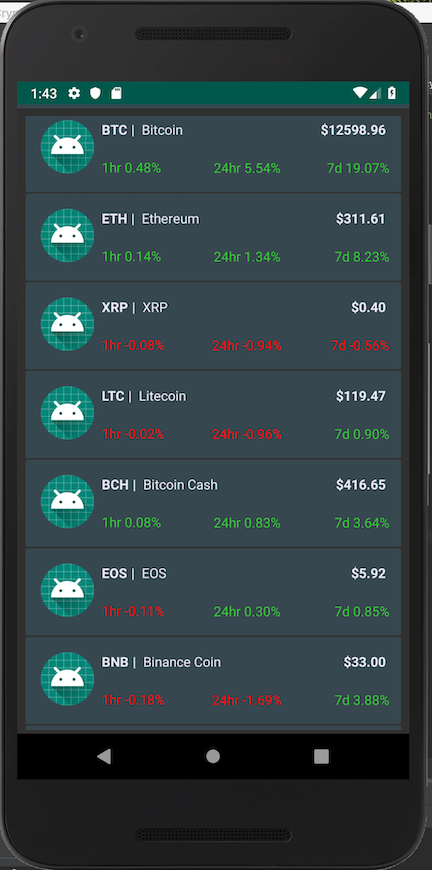 1:43
BTC | Bitcoin $12598.96
1hr 0.48% 24hr 5.54% 7d 19.07%
ETH | Ethereum $311.61
1hr 0.14% 24hr 1.34% 7d 8.23%
XRP | XRP $0.40
1hr -0.08% 24hr -0.94% 7d -0.56%
LTC | Litecoin $119.47
1hr -0.02% 24hr -0.96% 7d 0.90%
BCH | Bitcoin Cash $416.65
1hr 0.08% 24hr 0.83% 7d 3.64%
EOS | EOS $5.92
1hr -0.11% 24hr 0.30% 7d 0.85%
BNB | Binance Coin $33.00
1hr -0.18% 24hr -1.69% 7d 3.88%